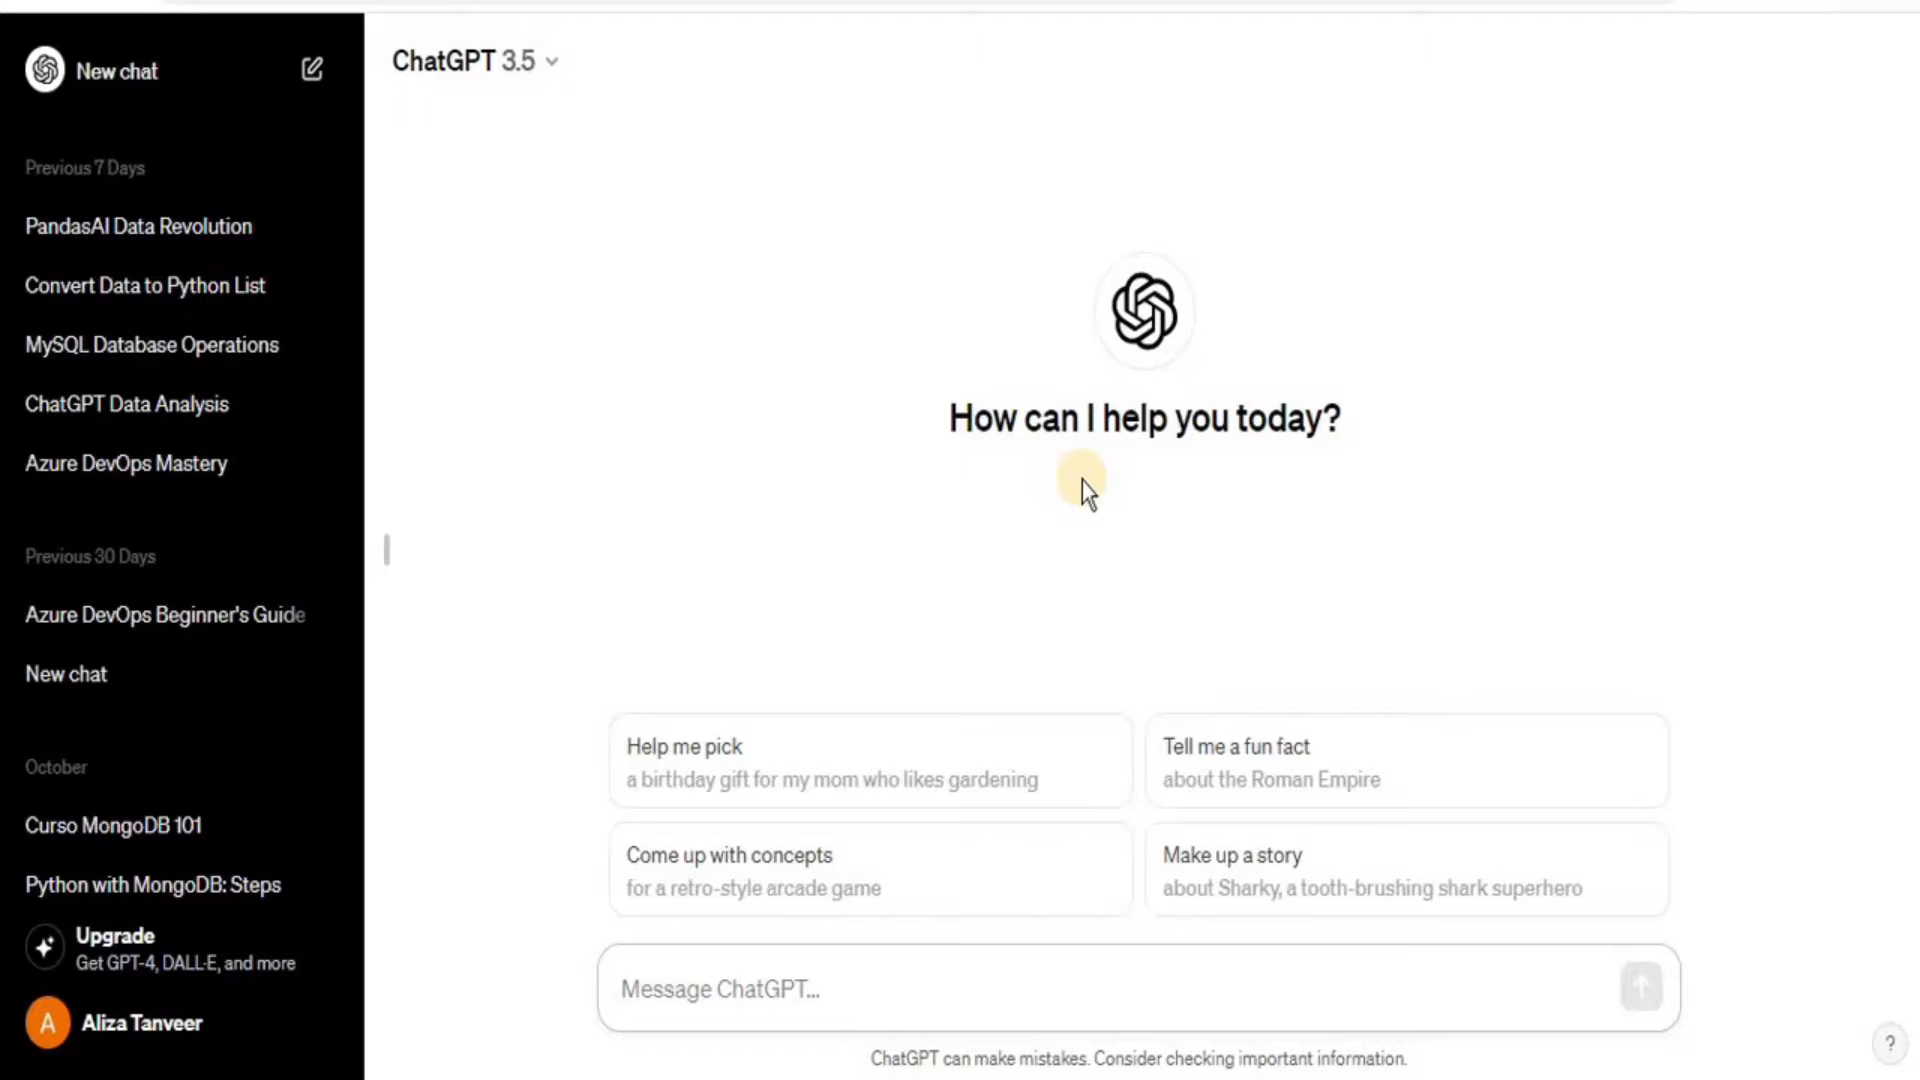 New chat
Previous 7 Days
PandasAI Data Revolution
Convert Data to Python List
MySQL Database Operations
ChatGPT Data Analysis
Azure DevOps Mastery
Previous 30 Days
Azure DevOps Beginner's Guide
New chat
October
Curso MongoDB 101
Python with MongoDB: Steps
Upgrade
Get GPT-4, DALL·E, and more
A
Aliza Tanveer
ChatGPT 3.5
How can I help you today?
Help me pick
a birthday gift for my mom who likes gardening
Tell me a fun fact
about the Roman Empire
Come up with concepts
for a retro-style arcade game
Make up a story
about Sharky, a tooth-brushing shark superhero
Message ChatGPT...
ChatGPT can make mistakes. Consider checking important information.
?